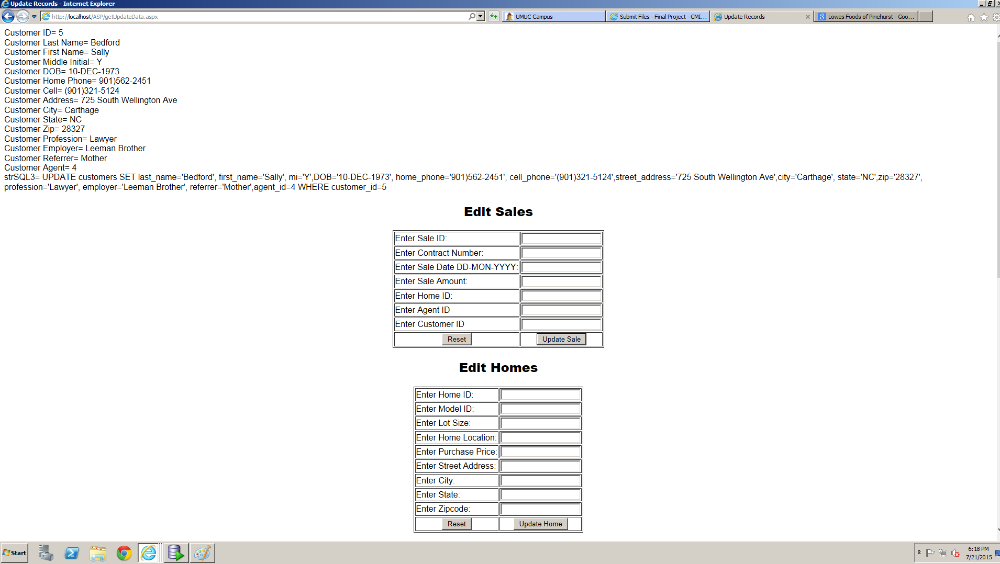 Update Records - Internet Explorer
http://localhost/ASP/getUpdateData.aspx
UMUC Campus
Submit Files - Final Project - CMI...
Update Records
Lowes Foods of Pinehurst - Goo...
Customer ID= 5
Customer Last Name= Bedford
Customer First Name= Sally
Customer Middle Initial= Y
Customer DOB= 10-DEC-1973
Customer Home Phone= 901)562-2451
Customer Cell= (901)321-5124
Customer Address= 725 South Wellington Ave
Customer City= Carthage
Customer State= NC
Customer Zip= 28327
Customer Profession= Lawyer
Customer Employer= Leeman Brother
Customer Referrer= Mother
Customer Agent= 4
strSQL3= UPDATE customers SET last_name='Bedford', first_name='Sally', mi='Y',DOB='10-DEC-1973', home_phone='901)562-2451', cell_phone='(901)321-5124',street_address='725 South Wellington Ave',city='Carthage', state='NC',zip='28327',
profession='Lawyer', employer='Leeman Brother', referrer='Mother',agent_id=4 WHERE customer_id=5
Edit Sales
Enter Sale ID:
Enter Contract Number:
Enter Sale Date DD-MON-YYYY:
Enter Sale Amount:
Enter Home ID:
Enter Agent ID
Enter Customer ID
Reset Update Sale
Edit Homes
Enter Home ID:
Enter Model ID:
Enter Lot Size:
Enter Home Location:
Enter Purchase Price:
Enter Street Address:
Enter City:
Enter State:
Enter Zipcode:
Reset Update Home
Start
6:18 PM
7/21/2015